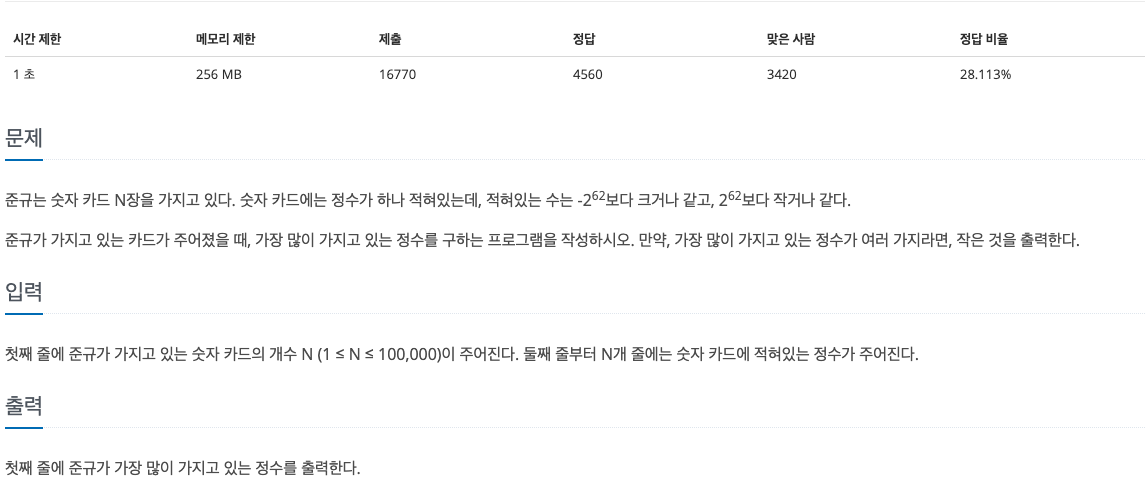 시간 제한 메모리 제한 제출 정답 맞은 사람 정답 비율
1 초 256 MB 16770 4560 3420 28.113%
문제
준규는 숫자 카드 N장을 가지고 있다. 숫자 카드에는 정수가 하나 적혀있는데, 적혀있는 수는 -2^62보다 크거나 같고, 2^62보다 작거나 같다.
준규가 가지고 있는 카드가 주어졌을 때, 가장 많이 가지고 있는 정수를 구하는 프로그램을 작성하시오. 만약, 가장 많이 가지고 있는 정수가 여러 가지라면, 작은 것을 출력한다.
입력
첫째 줄에 준규가 가지고 있는 숫자 카드의 개수 N (1 ≤ N ≤ 100,000)이 주어진다. 둘째 줄부터 N개 줄에는 숫자 카드에 적혀있는 정수가 주어진다.
출력
첫째 줄에 준규가 가장 많이 가지고 있는 정수를 출력한다.